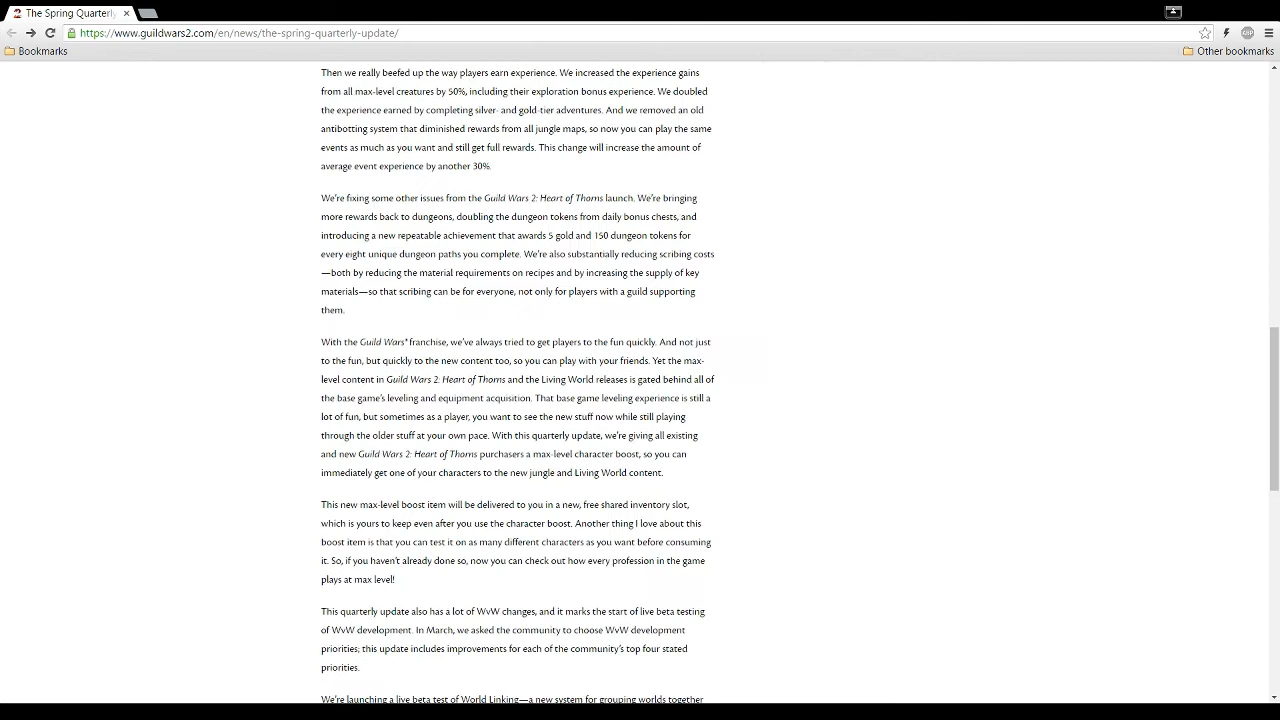 The Spring Quarterly
https://www.guildwars2.com/en/news/the-spring-quarterly-update/
ABP
Bookmarks
Other bookmarks
Then we really beefed up the way players earn experience. We increased the experience gains
from all max-level creatures by 50%, including their exploration bonus experience. We doubled
the experience earned by completing silver- and gold-tier adventures. And we removed an old
antibotting system that diminished rewards from all jungle maps, so now you can play the same
events as much as you want and still get full rewards. This change will increase the amount of
average event experience by another 30%.
We're fixing some other issues from the Guild Wars 2: Heart of Thorns launch. We're bringing
more rewards back to dungeons, doubling the dungeon tokens from daily bonus chests, and
introducing a new repeatable achievement that awards 5 gold and 150 dungeon tokens for
every eight unique dungeon paths you complete. We're also substantially reducing scribing costs
—both by reducing the material requirements on recipes and by increasing the supply of key
materials—so that scribing can be for everyone, not only for players with a guild supporting
them.
With the Guild Wars® franchise, we've always tried to get players to the fun quickly. And not just
to the fun, but quickly to the new content too, so you can play with your friends. Yet the max-
level content in Guild Wars 2: Heart of Thorns and the Living World releases is gated behind all of
the base game's leveling and equipment acquisition. That base game leveling experience is still a
lot of fun, but sometimes as a player, you want to see the new stuff now while still playing
through the older stuff at your own pace. With this quarterly update, we're giving all existing
and new Guild Wars 2: Heart of Thorns purchasers a max-level character boost, so you can
immediately get one of your characters to the new jungle and Living World content.
This new max-level boost item will be delivered to you in a new, free shared inventory slot,
which is yours to keep even after you use the character boost. Another thing I love about this
boost item is that you can test it on as many different characters as you want before consuming
it. So, if you haven't already done so, now you can check out how every profession in the game
plays at max level!
This quarterly update also has a lot of WvW changes, and it marks the start of live beta testing
of WvW development. In March, we asked the community to choose WvW development
priorities; this update includes improvements for each of the community's top four stated
priorities.
We're launching a live beta test of World Linking—a new system for grouping worlds together